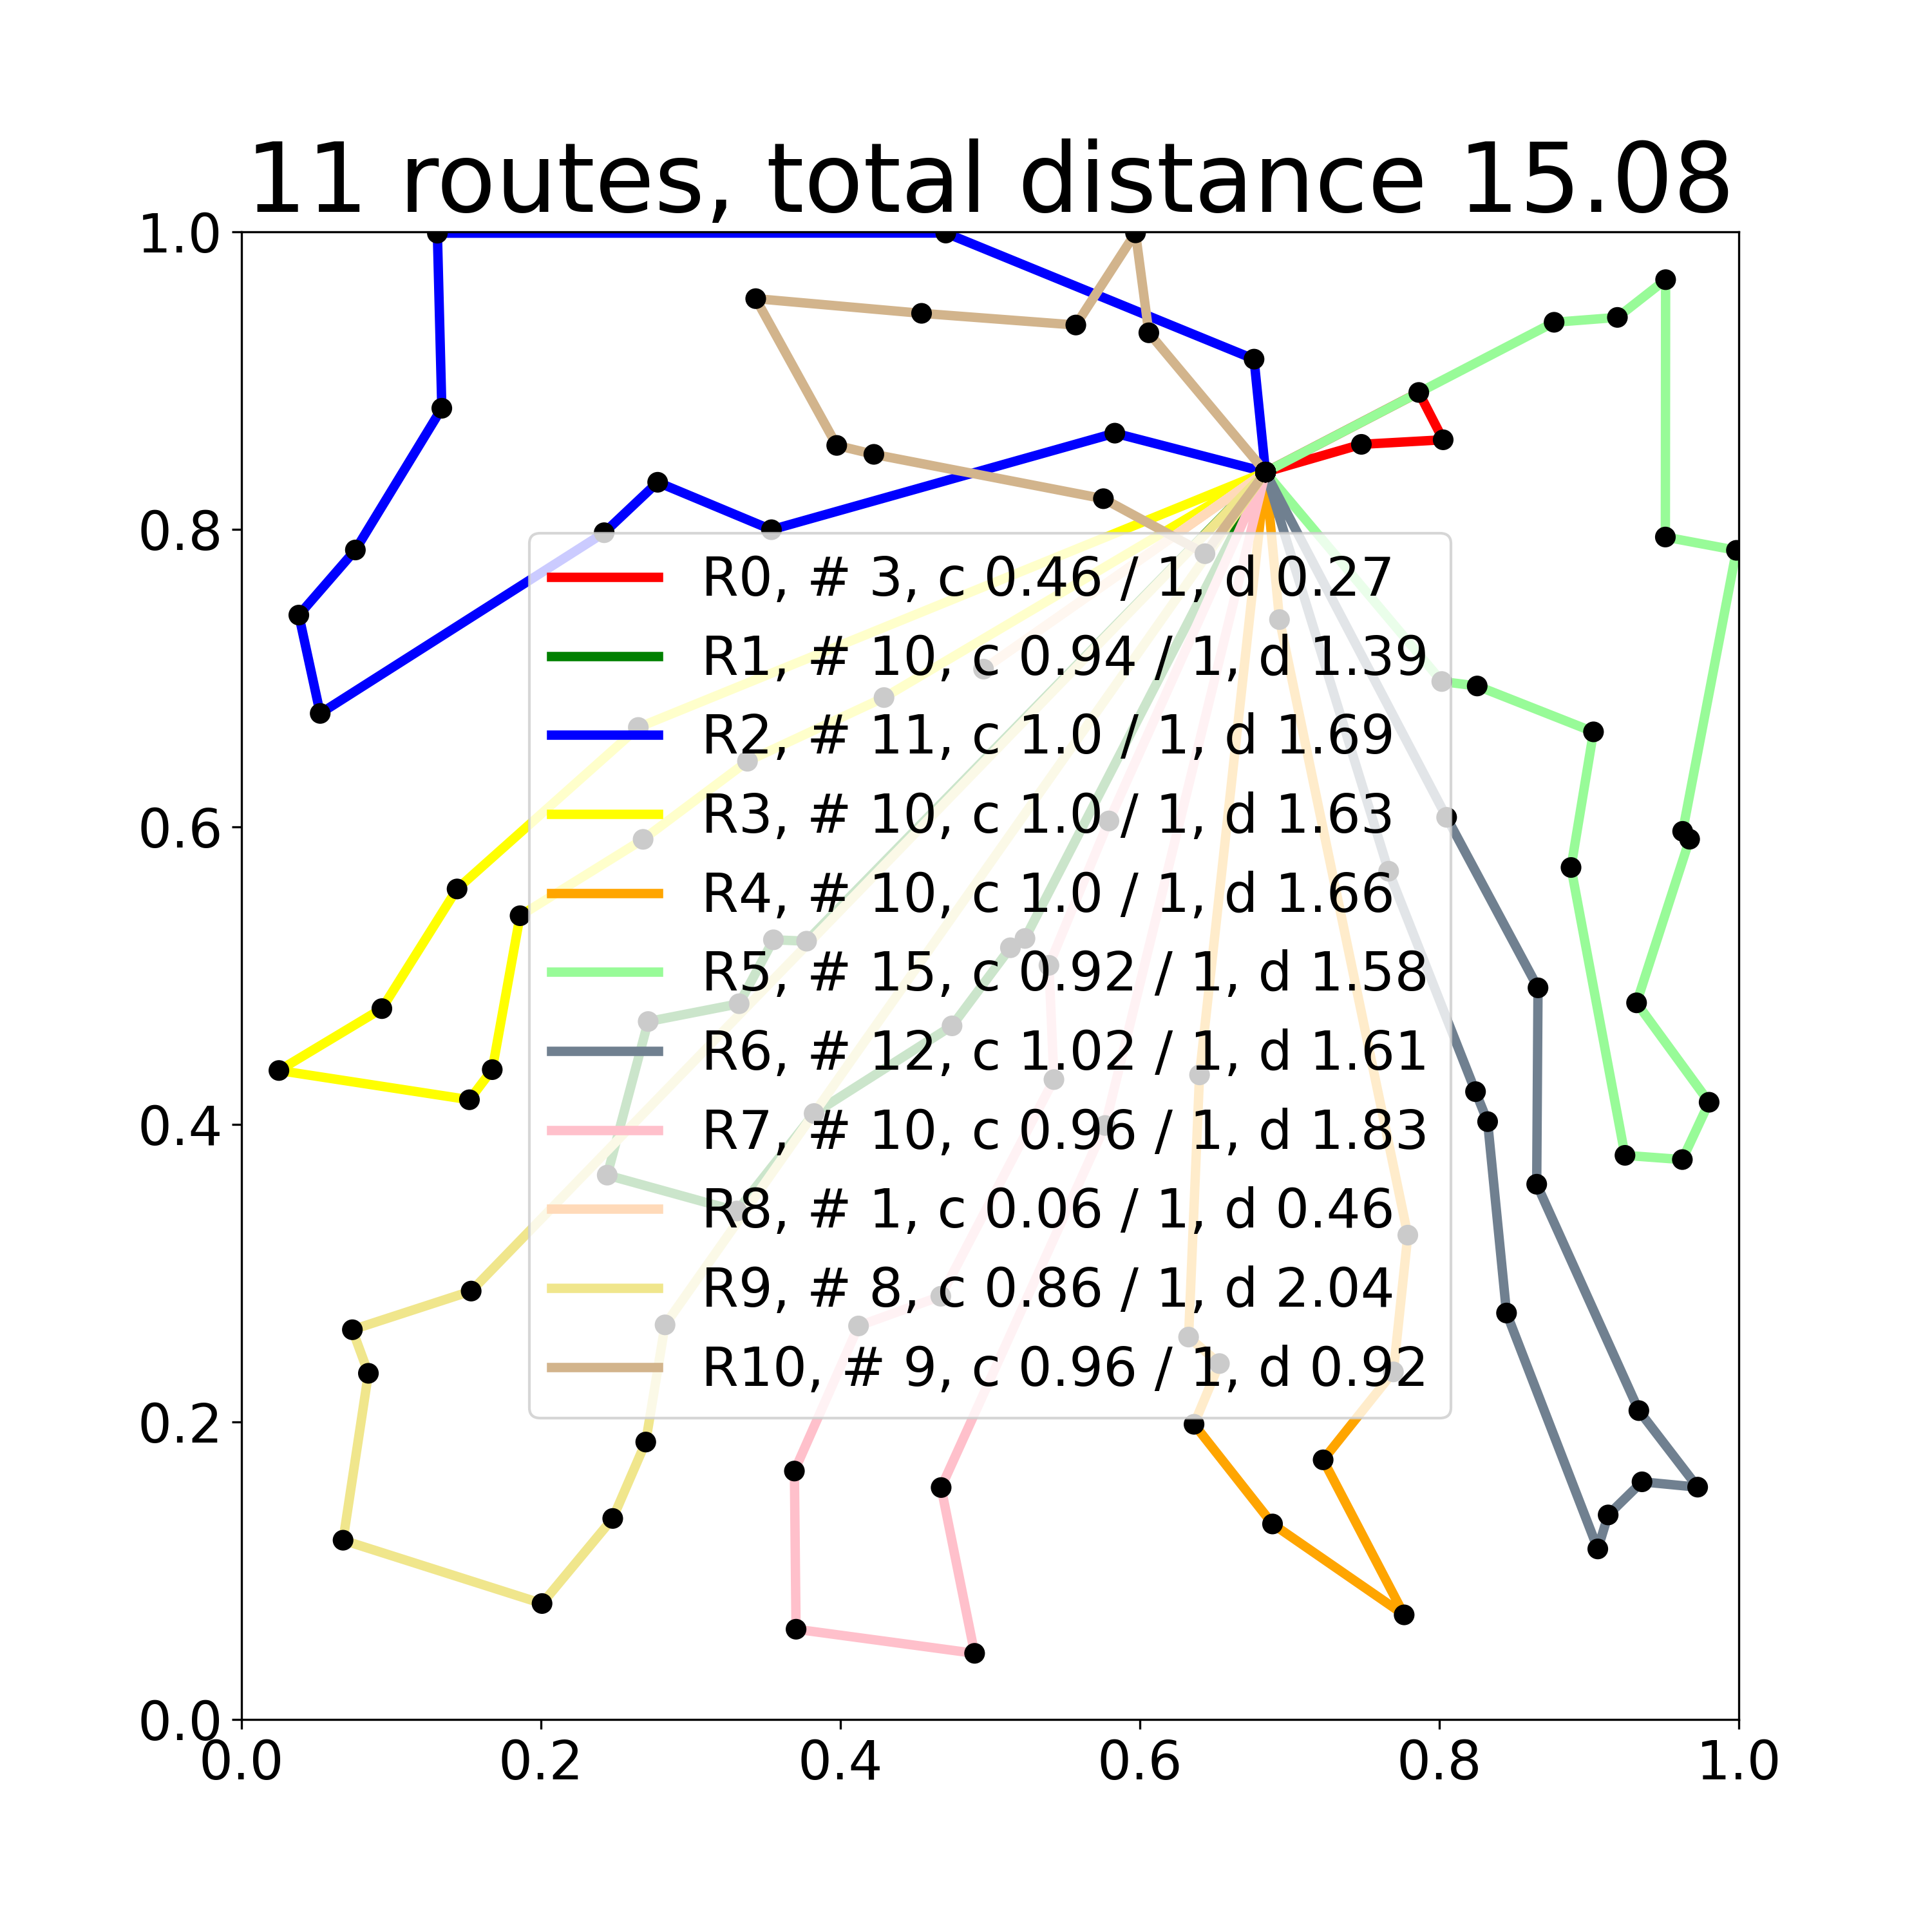 11 routes, total distance 15.08
1.0
0.8
R0, # 3, c 0.46 / 1, d 0.27
R1, # 10, c 0.94 / 1, d 1.39
R2, # 11, c 1.0 / 1, d 1.69
0.6
R3, # 10, c 1.0 / 1, d 1.63
R4, # 10, c 1.0 / 1, d 1.66
R5, # 15, c 0.92 / 1, d 1.58
R6, # 12, c 1.02 / 1, d 1.61
0.4
R7, # 10, c 0.96 / 1, d 1.83
R8, # 1, c 0.06 / 1, d 0.46
R9, # 8, c 0.86 / 1, d 2.04
R10, # 9, c 0.96 / 1, d 0.92
0.2
0.0
0.0 0.2 0.4 0.6 0.8 1.0